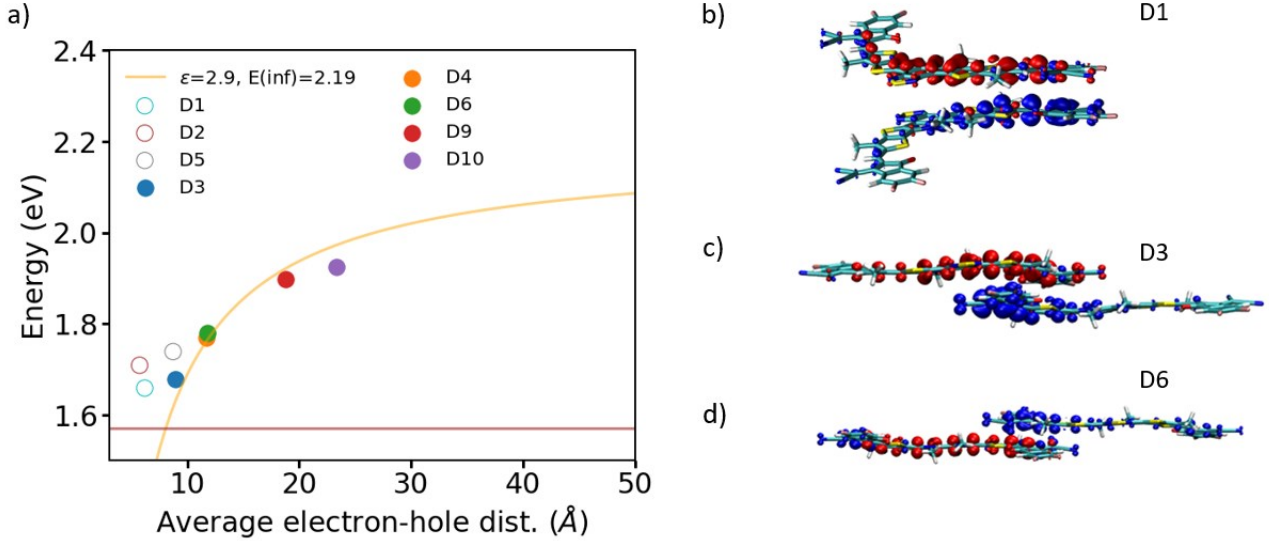 a)
2.4
2.2
2.0
1.8
1.6
Energy (eV)
ε=2.9, E(inf)=2.19
D1
D2
D5
D3
D4
D6
D9
D10
10
20
30
40
50
Average electron-hole dist. (Å)
b)
D1
c)
D3
d)
D6